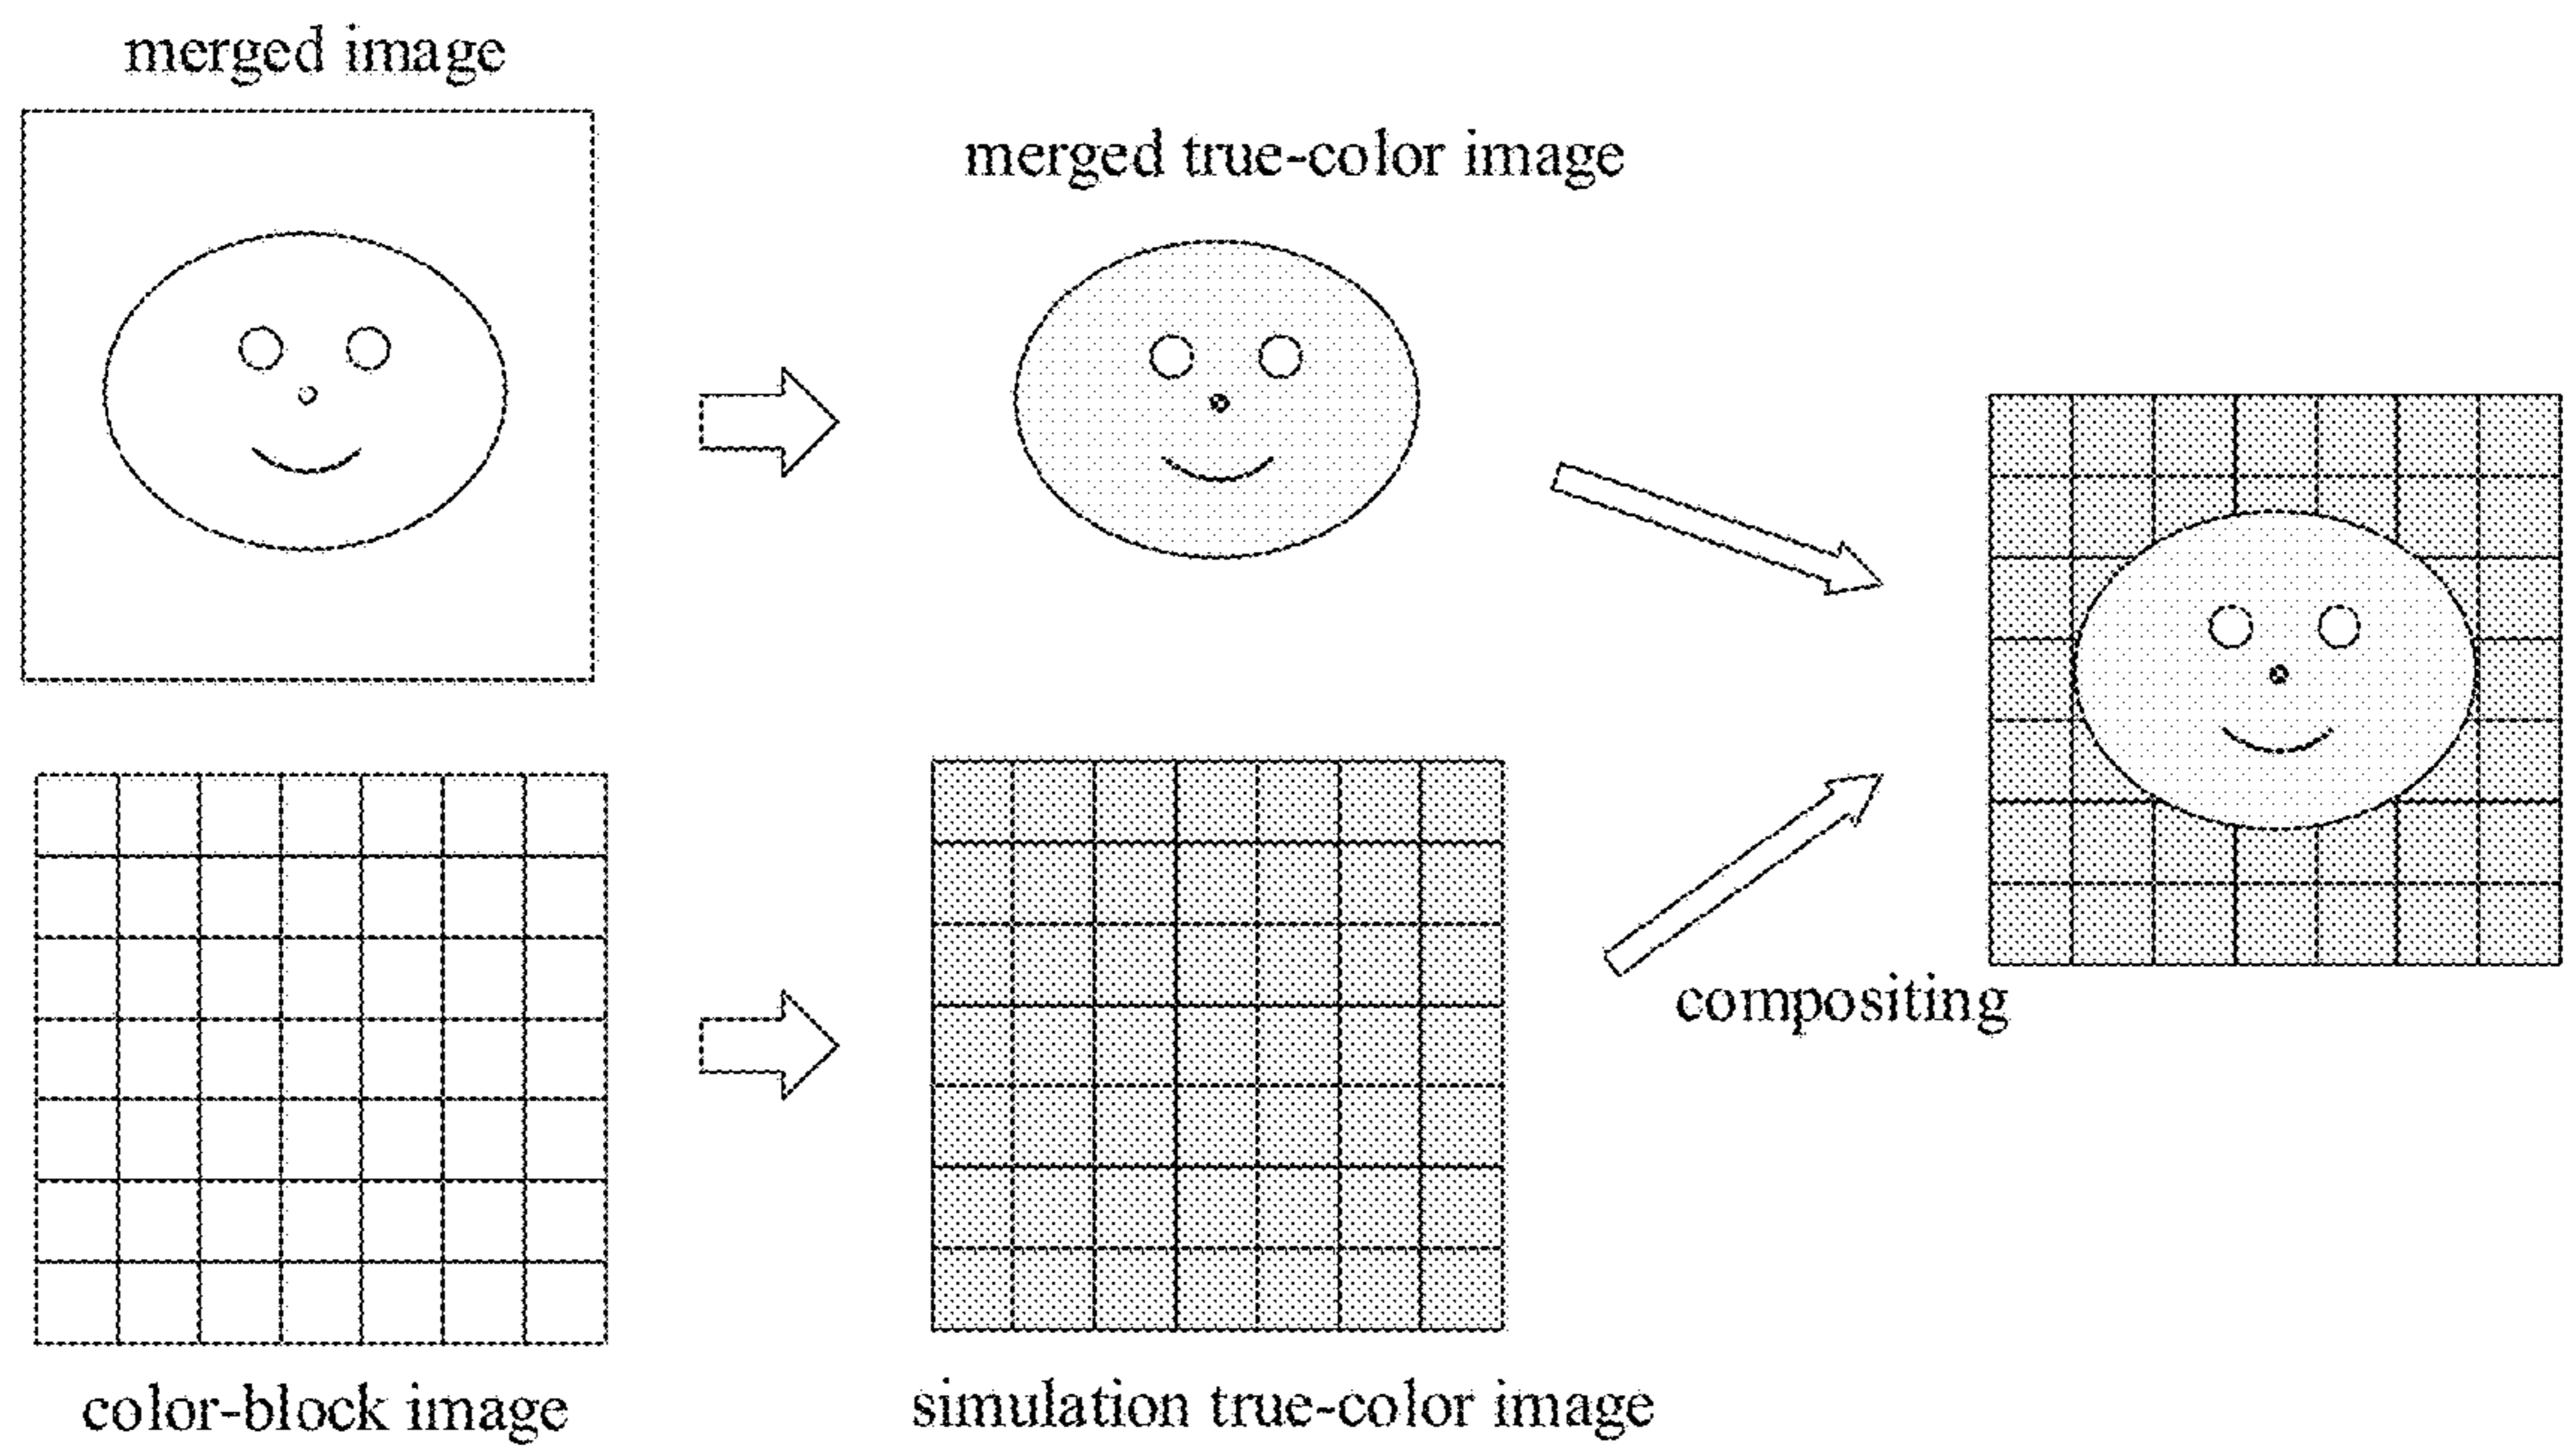 merged image
merged true-color image
compositing
color-block image
simulation true-color image